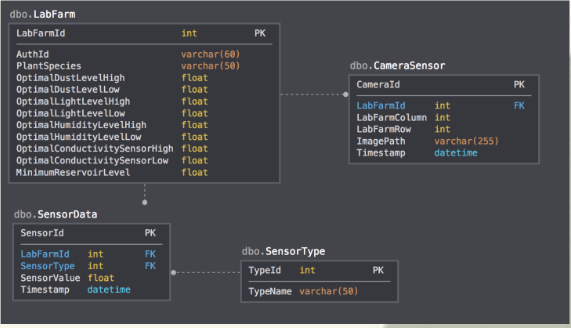 dbo.LabFarm
LabFarmId int PK
AuthId varchar(60)
PlantSpecies varchar(50)
OptimalDustLevelHigh float
OptimalDustLevelLow float
OptimalLightLevelHigh float
OptimalLightLevelLow float
OptimalHumidityLevelHigh float
OptimalHumidityLevelLow float
OptimalConductivitySensorHigh float
OptimalConductivitySensorLow float
MinimumReservoirLevel float
dbo.CameraSensor
CameraId PK
LabFarmId int FK
LabFarmColumn int
LabFarmRow int
ImagePath varchar(255)
Timestamp datetime
dbo.SensorData
SensorId PK
LabFarmId int FK
SensorType int FK
SensorValue float
Timestamp datetime
dbo.SensorType
TypeId int PK
TypeName varchar(50)